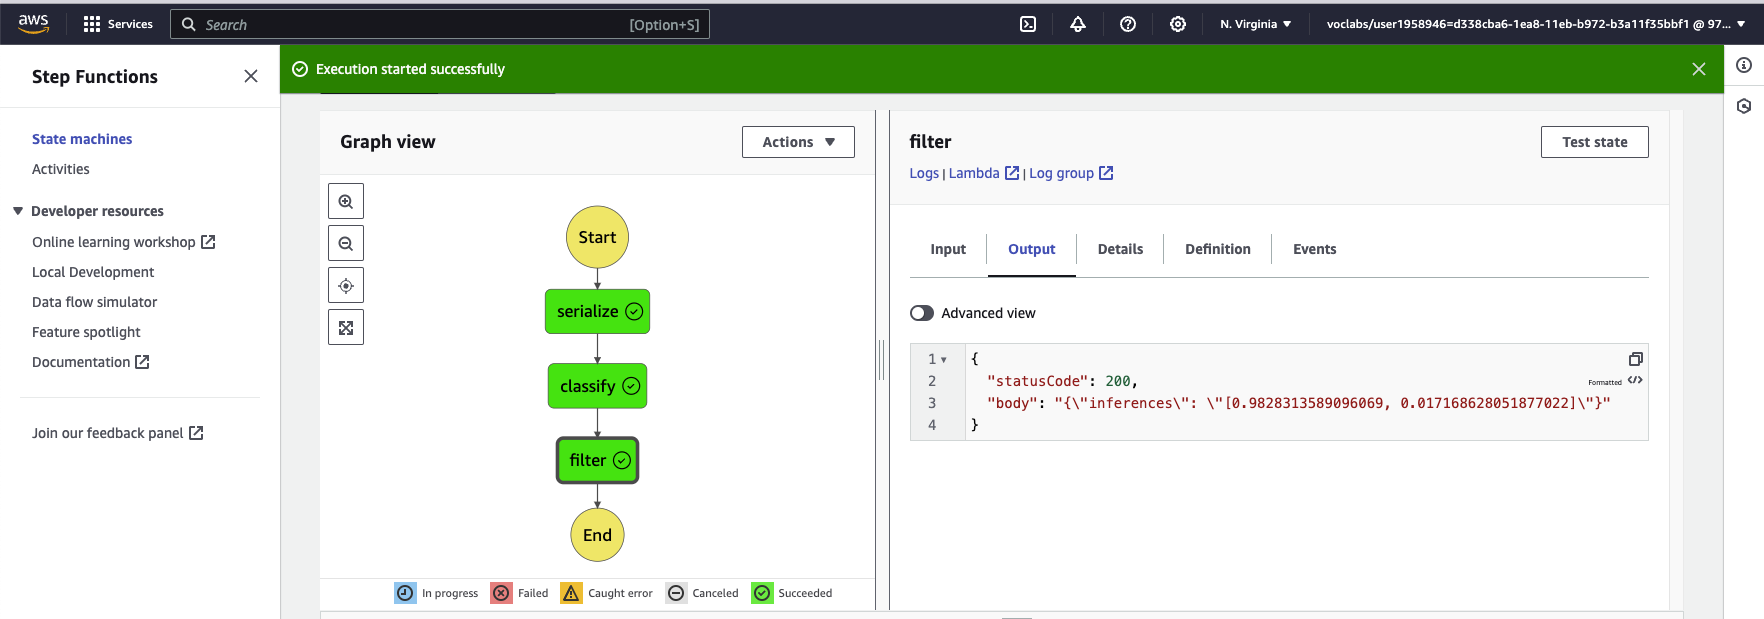 aws
Services
Search
[Option+S]
N. Virginia
voclabs/user1958946=d338cba6-1ea8-11eb-b972-b3a11f35bbf1 @ 97...
Step Functions
State machines
Activities
Developer resources
Online learning workshop
Local Development
Data flow simulator
Feature spotlight
Documentation
Join our feedback panel
Execution started successfully
Graph view
Actions
Start
serialize
classify
filter
End
In progress
Failed
Caught error
Canceled
Succeeded
filter
Test state
Logs | Lambda | Log group
Input
Output
Details
Definition
Events
Advanced view
1 {
2 "statusCode": 200,
Formatted
3 "body": "{\"inferences\": \"[0.9828313589096069, 0.017168628051877022]\"}"
4 }